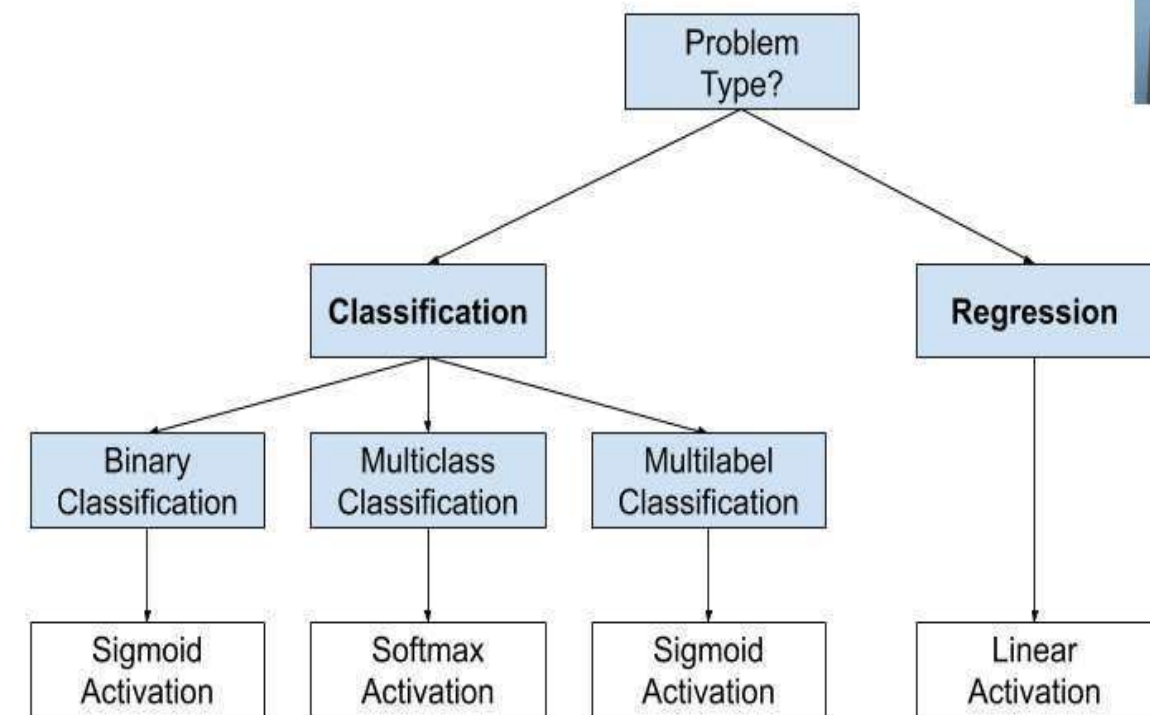 Problem
Type?
Classification
Regression
Binary
Classification
Multiclass
Classification
Multilabel
Classification
Sigmoid
Activation
Softmax
Activation
Sigmoid
Activation
Linear
Activation